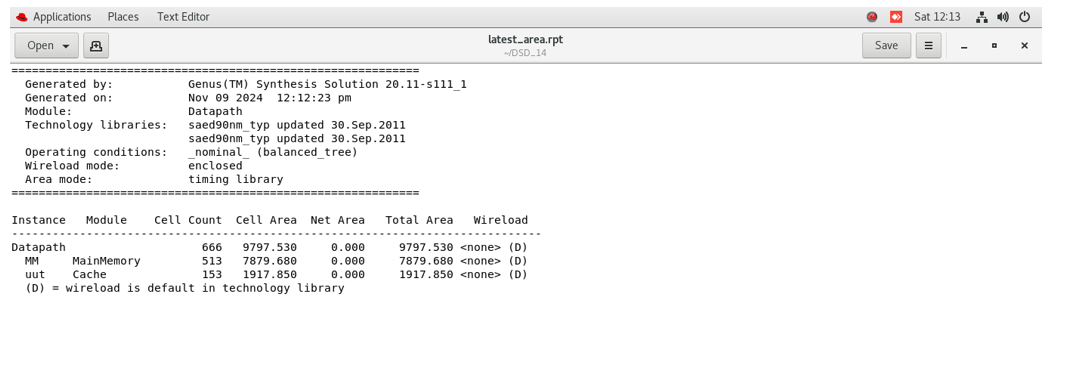 Applications Places Text Editor Sat 12:13
Open latest_area.rpt Save
~/DSD_14
============================================================
  Generated by:           Genus(TM) Synthesis Solution 20.11-s111_1
  Generated on:           Nov 09 2024  12:12:23 pm
  Module:                 Datapath
  Technology libraries:   saed90nm_typ updated 30.Sep.2011
                          saed90nm_typ updated 30.Sep.2011
  Operating conditions:   _nominal_ (balanced_tree)
  Wireload mode:          enclosed
  Area mode:              timing library
============================================================
Instance   Module    Cell Count  Cell Area  Net Area   Total Area   Wireload
------------------------------------------------------------------------------
Datapath                    666   9797.530     0.000     9797.530 <none> (D)
  MM     MainMemory         513   7879.680     0.000     7879.680 <none> (D)
  uut    Cache              153   1917.850     0.000     1917.850 <none> (D)
  (D) = wireload is default in technology library